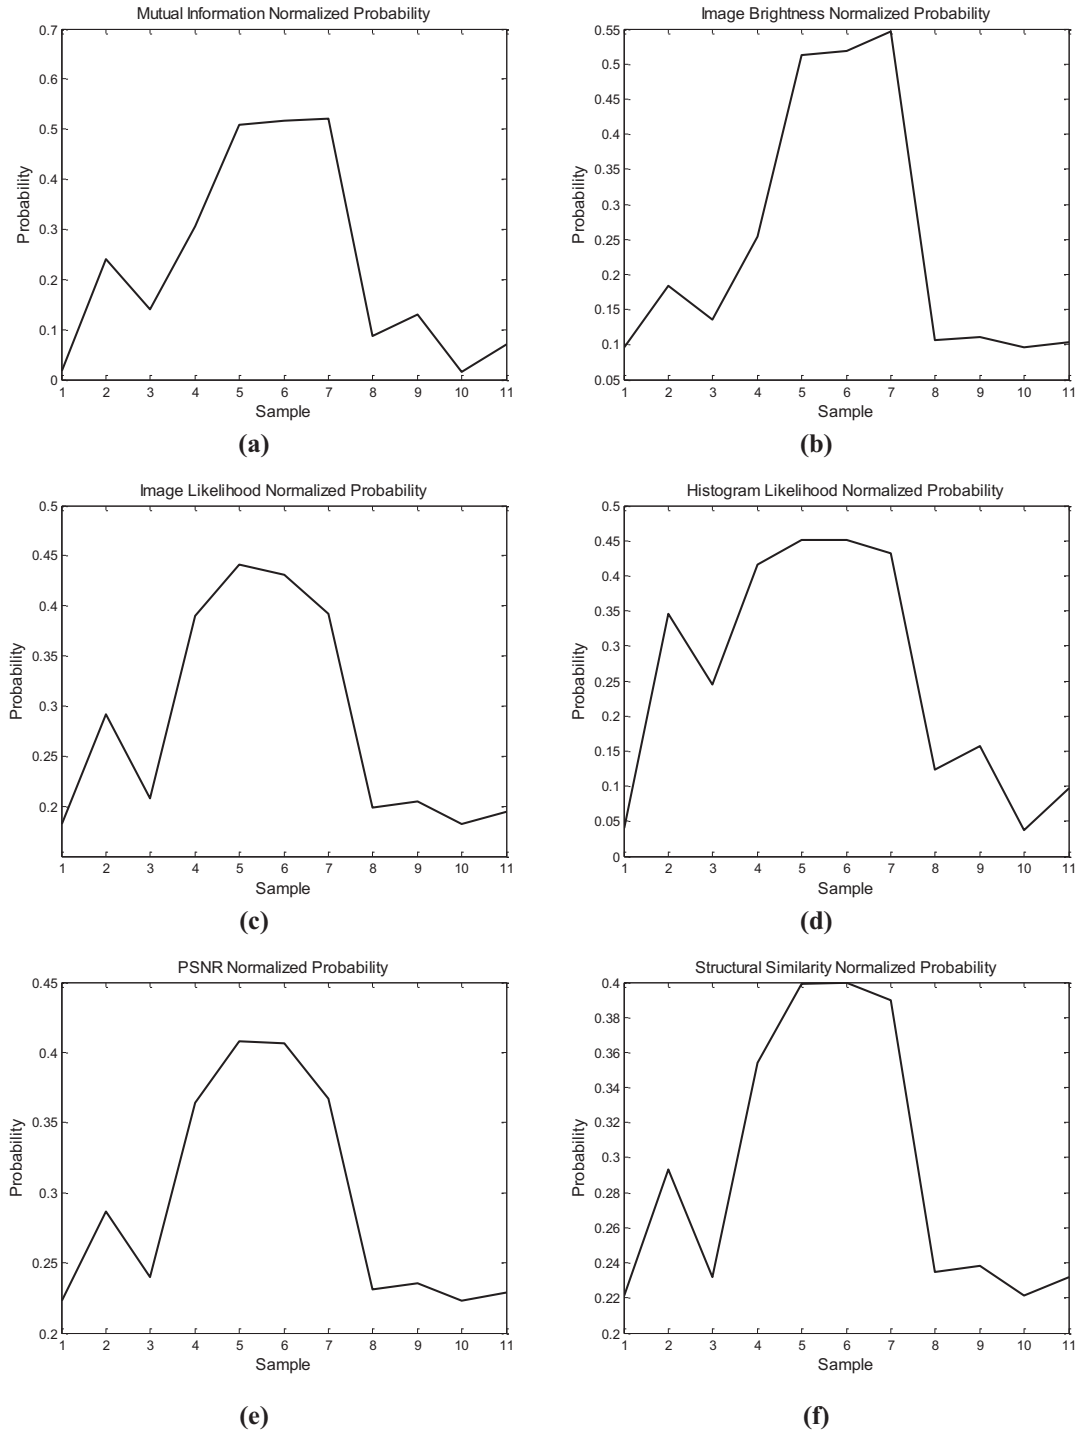 Mutual Information Normalized Probability
0.7
0.6
0.5
0.4
0.3
0.2
0.1
0
Probability
1 2 3 4 5 6 7 8 9 10 11
Sample
(a)
Image Brightness Normalized Probability
0.55
0.5
0.45
0.4
0.35
0.3
0.25
0.2
0.15
0.1
0.05
Probability
1 2 3 4 5 6 7 8 9 10 11
Sample
(b)
Image Likelihood Normalized Probability
0.5
0.45
0.4
0.35
0.3
0.25
0.2
Probability
1 2 3 4 5 6 7 8 9 10 11
Sample
(c)
Histogram Likelihood Normalized Probability
0.5
0.45
0.4
0.35
0.3
0.25
0.2
0.15
0.1
0.05
0
Probability
1 2 3 4 5 6 7 8 9 10 11
Sample
(d)
PSNR Normalized Probability
0.45
0.4
0.35
0.3
0.25
0.2
Probability
1 2 3 4 5 6 7 8 9 10 11
Sample
(e)
Structural Similarity Normalized Probability
0.4
0.38
0.36
0.34
0.32
0.3
0.28
0.26
0.24
0.22
0.2
Probability
1 2 3 4 5 6 7 8 9 10 11
Sample
(f)